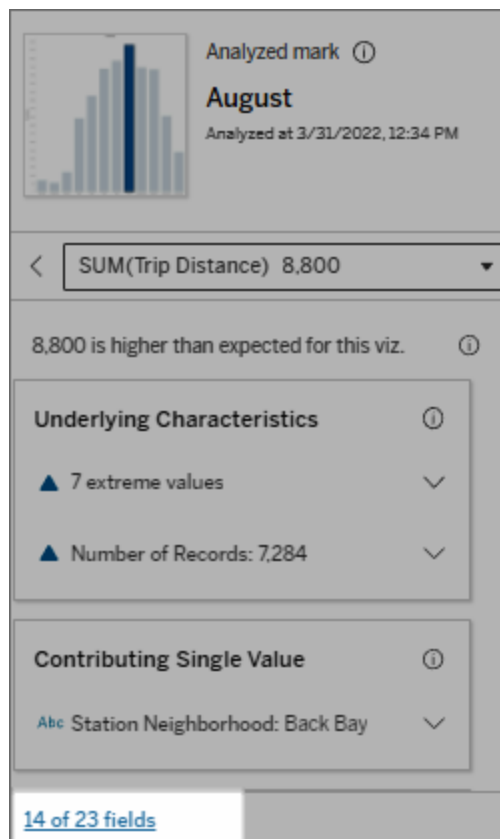 Analyzed mark
August
Analyzed at 3/31/2022, 12:34 PM
SUM(Trip Distance) 8,800
8,800 is higher than expected for this viz.
Underlying Characteristics
7 extreme values
Number of Records: 7,284
Contributing Single Value
Abc Station Neighborhood: Back Bay
14 of 23 fields